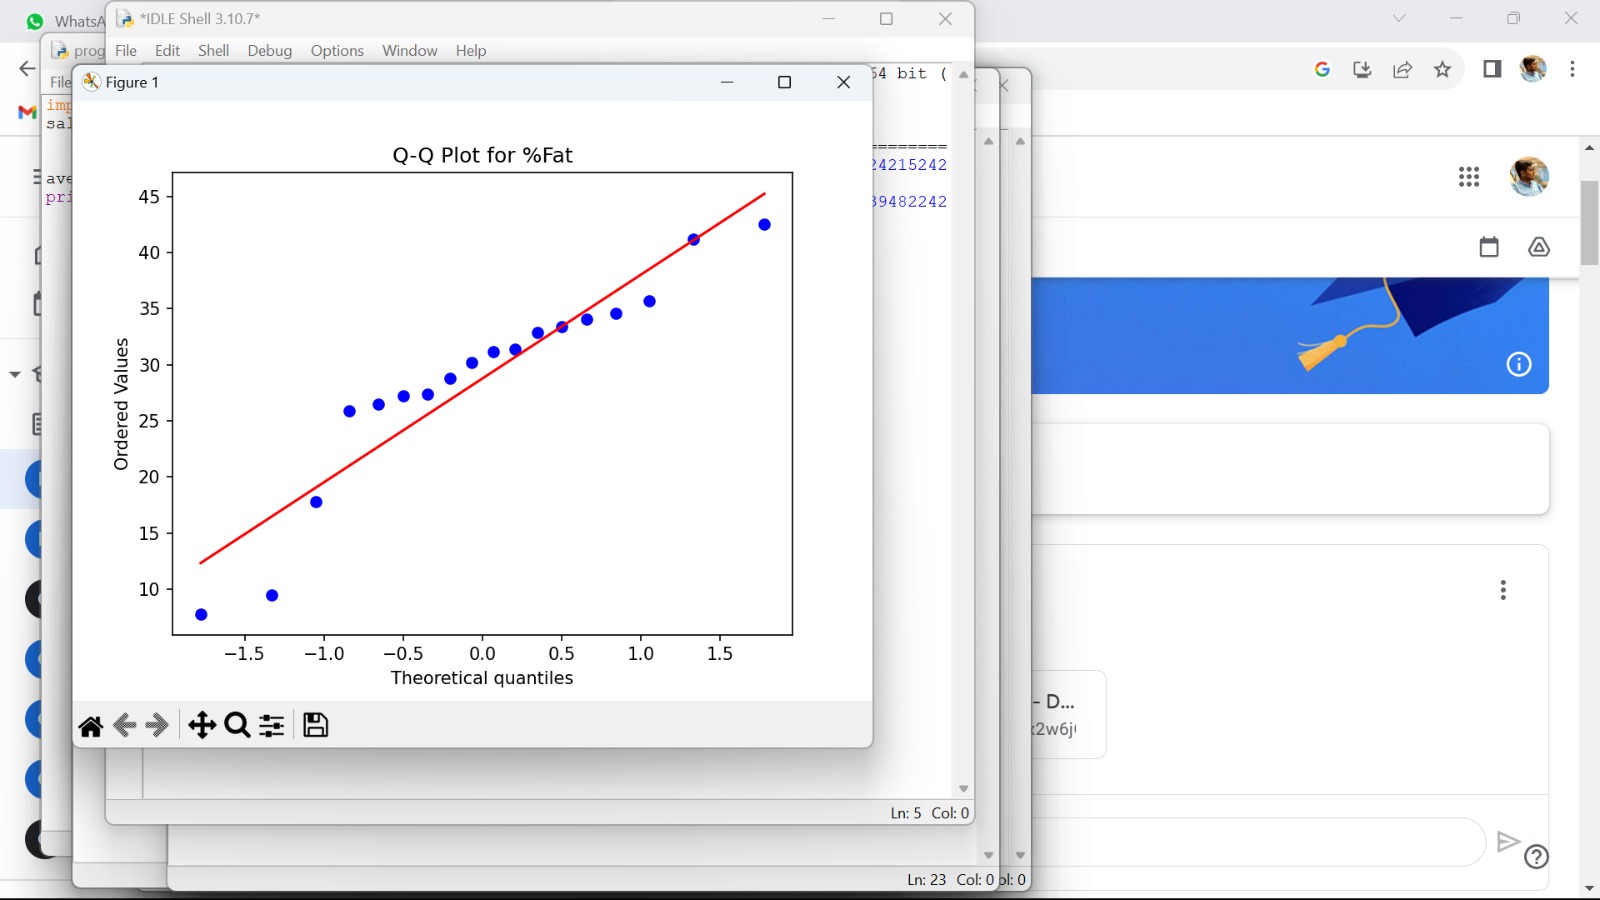 WhatsA
*IDLE Shell 3.10.7*
prog
File Edit Shell Debug Options Window Help
File
Figure 1
64 bit (
imp
sal
ave
pri
=========
24215242
39482242
Q-Q Plot for %Fat
45
40
35
30
25
20
15
10
Ordered Values
−1.5 −1.0 −0.5 0.0 0.5 1.0 1.5
Theoretical quantiles
- D...
2w6j
Ln: 5 Col: 0
Ln: 23 Col: 0
ol: 0